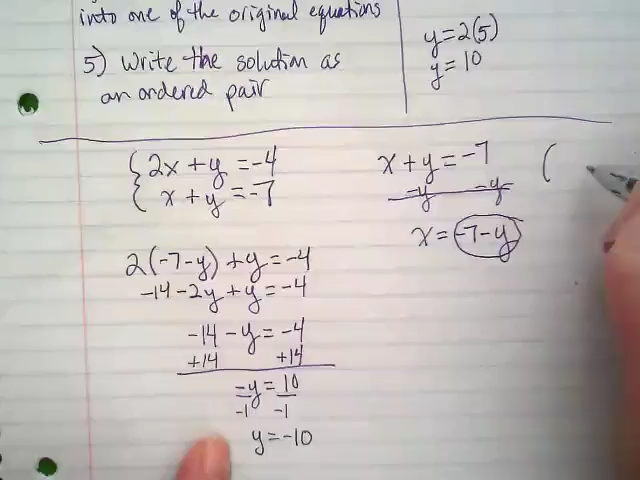 into one of the original equations
5) Write the solution as
an ordered pair
y=2(5)
y=10
{2x+y=-4
{x+y=-7
2(-7-y)+y=-4
-14-2y+y=-4
-14-y=-4
+14 +14
-y=10
-1 -1
y=-10
x+y=-7
-y -y
x=-7-y
(